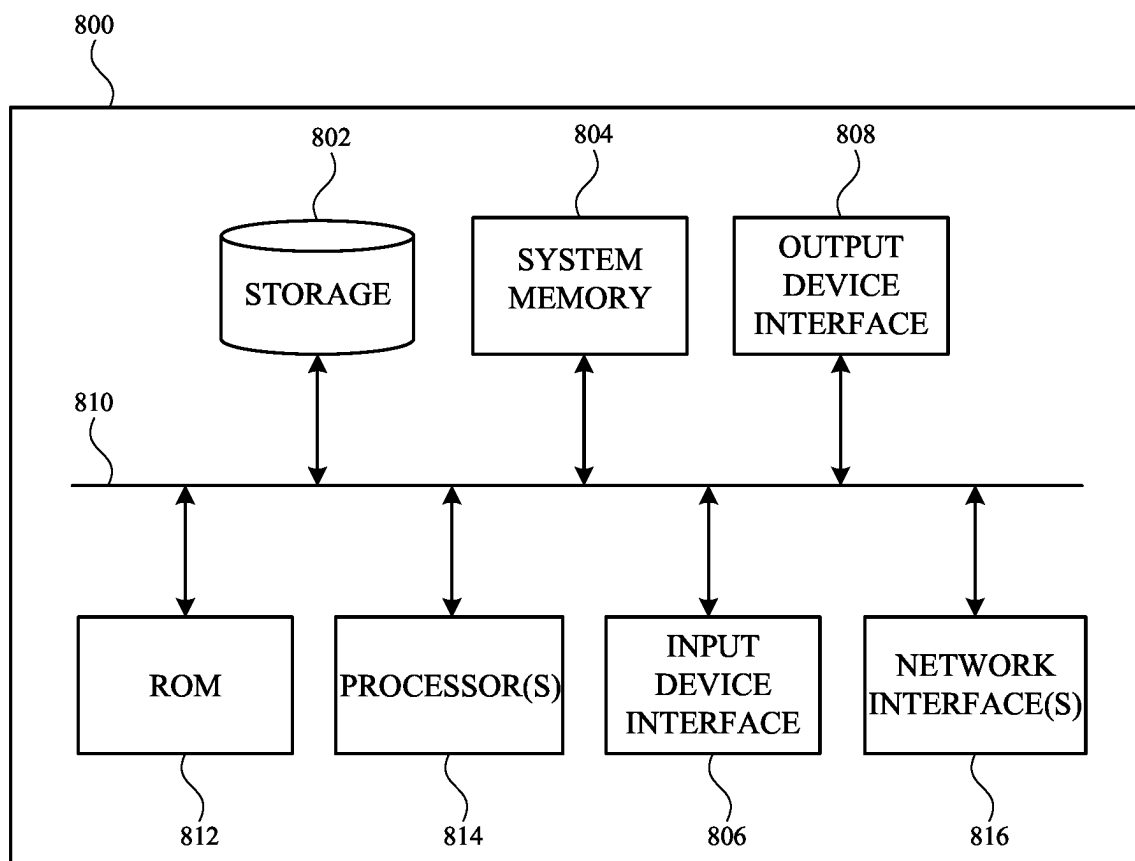 800
802
804
808
STORAGE
SYSTEM
MEMORY
OUTPUT
DEVICE
INTERFACE
810
ROM
PROCESSOR(S)
INPUT
DEVICE
INTERFACE
NETWORK
INTERFACE(S)
812
814
806
816